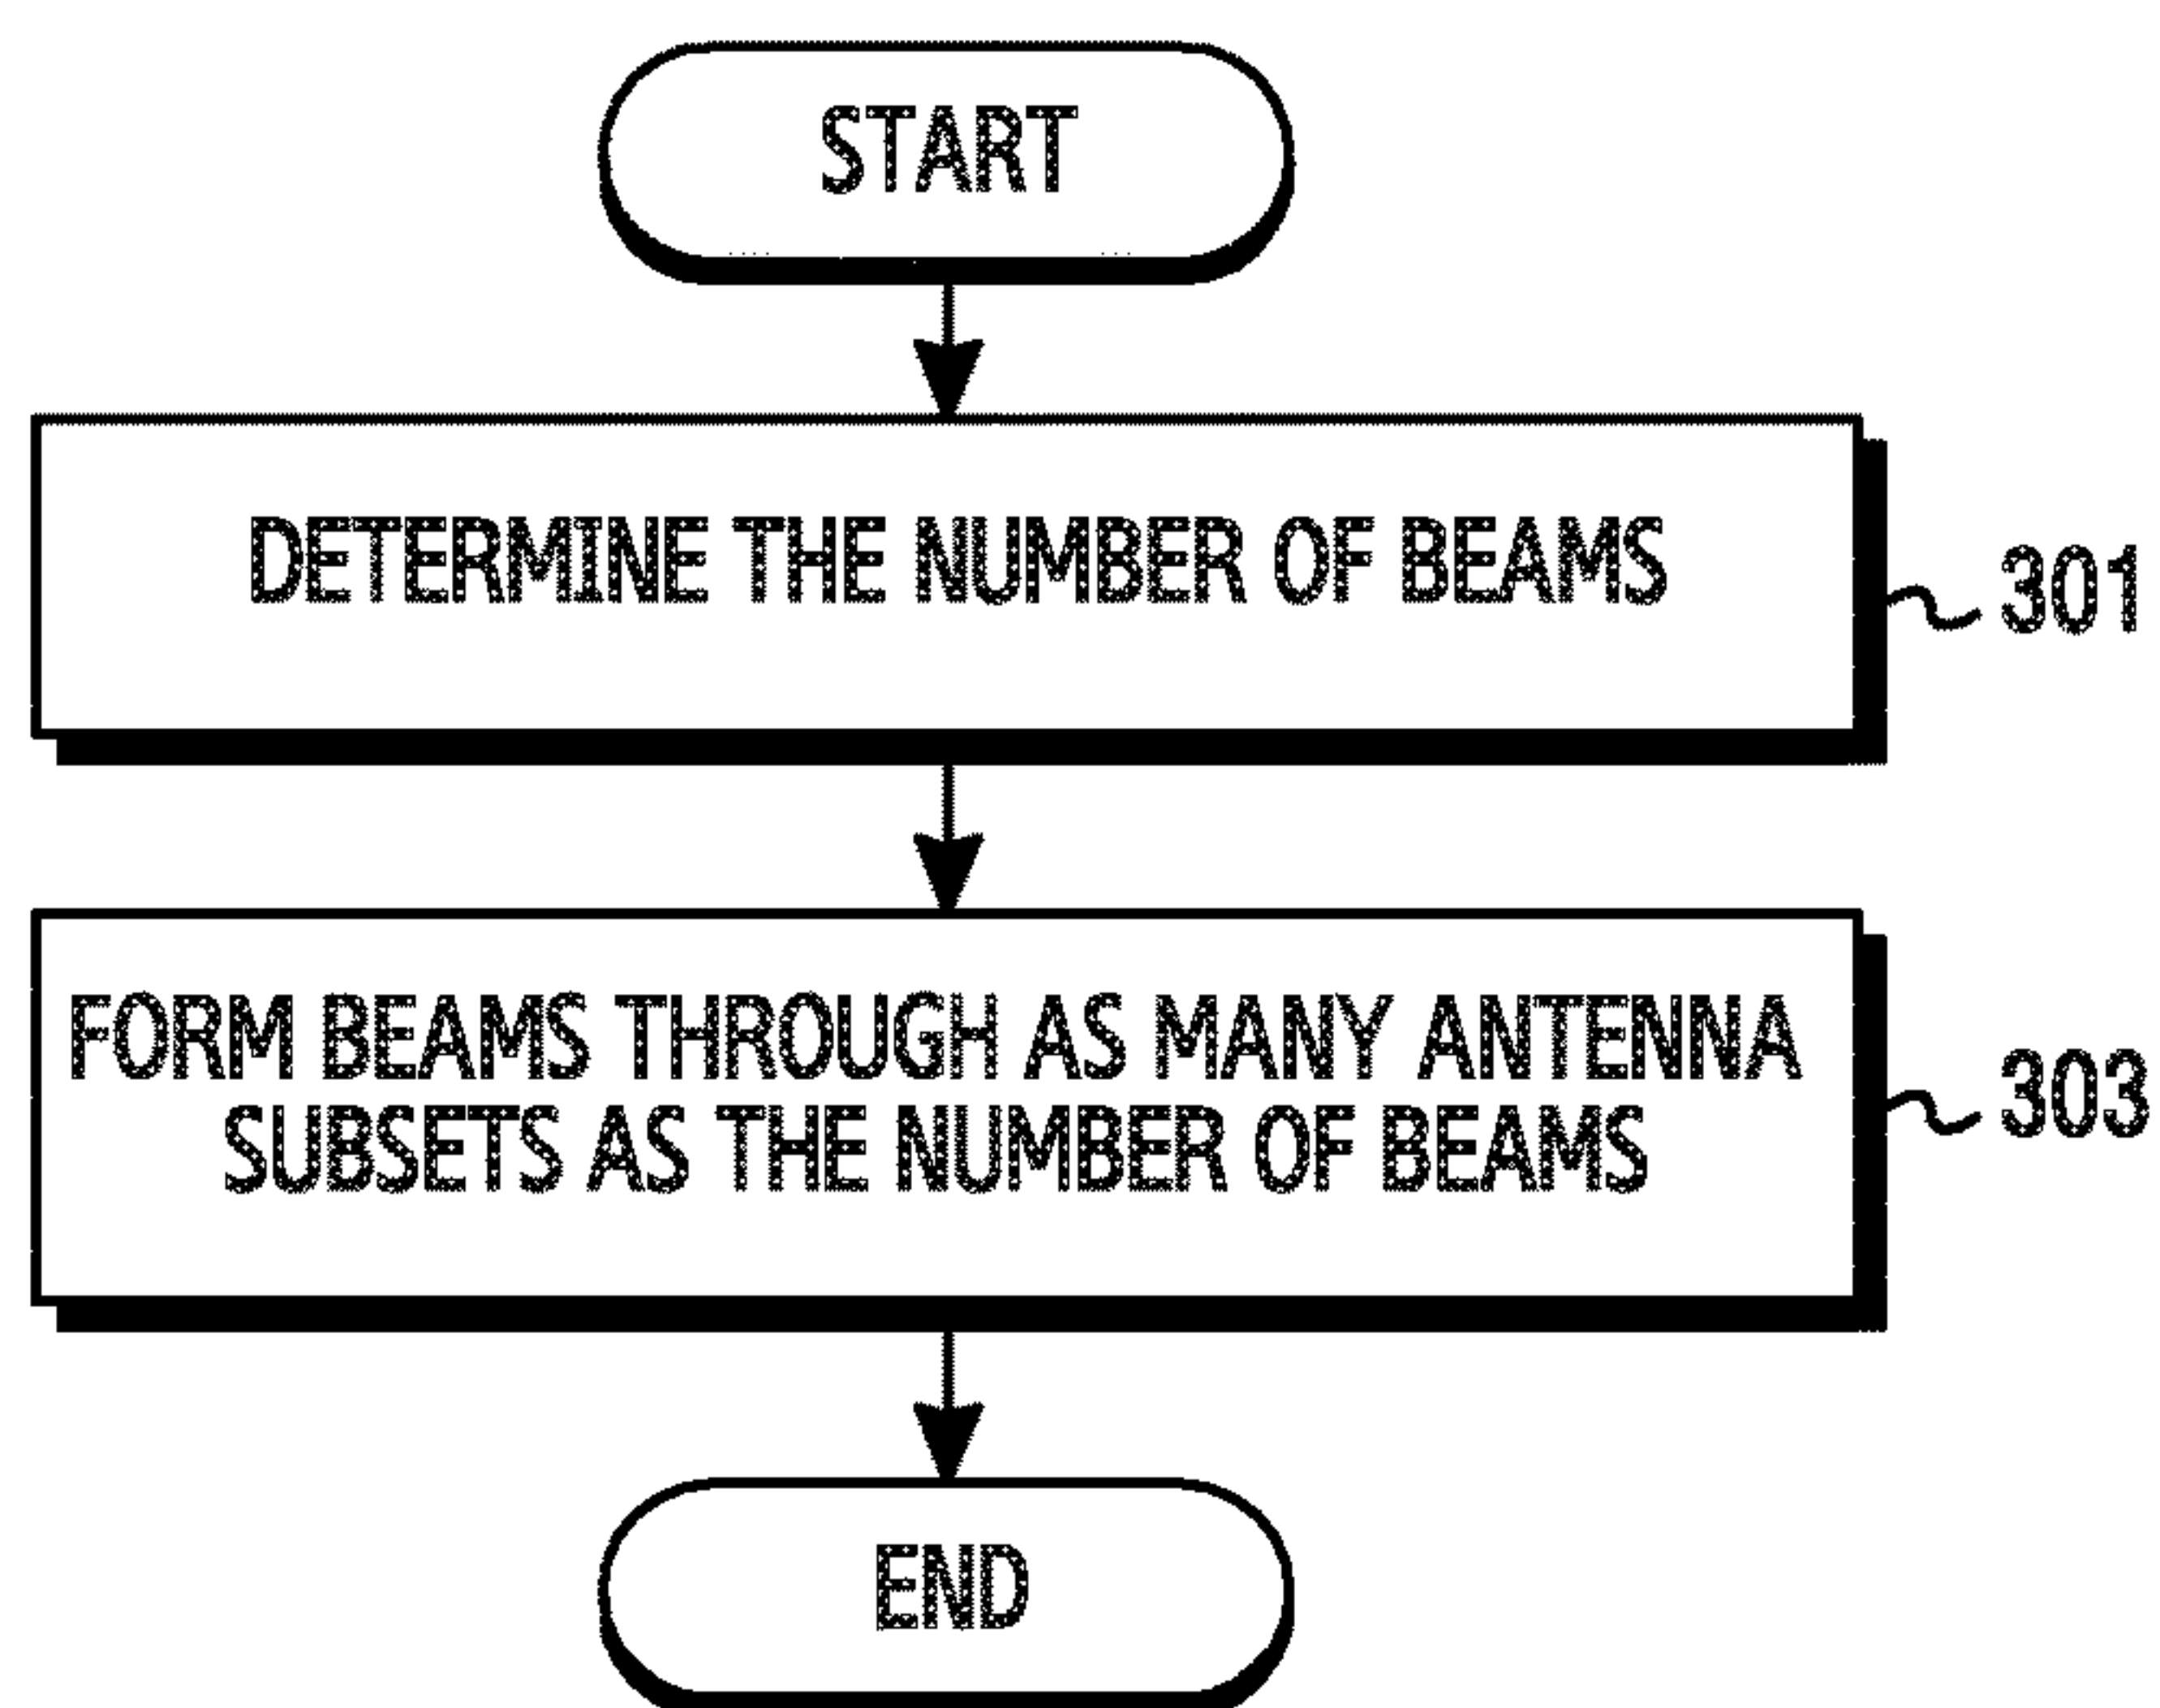 START
DETERMINE THE NUMBER OF BEAMS
301
FORM BEAMS THROUGH AS MANY ANTENNA
SUBSETS AS THE NUMBER OF BEAMS
303
END